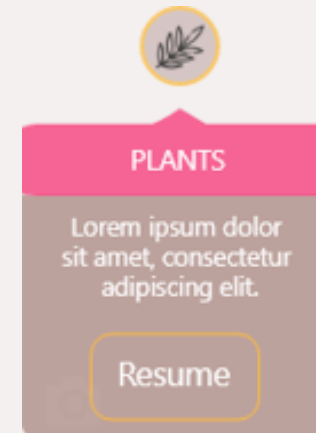 PLANTS
Lorem ipsum dolor
sit amet, consectetur
adipiscing elit.
Resume